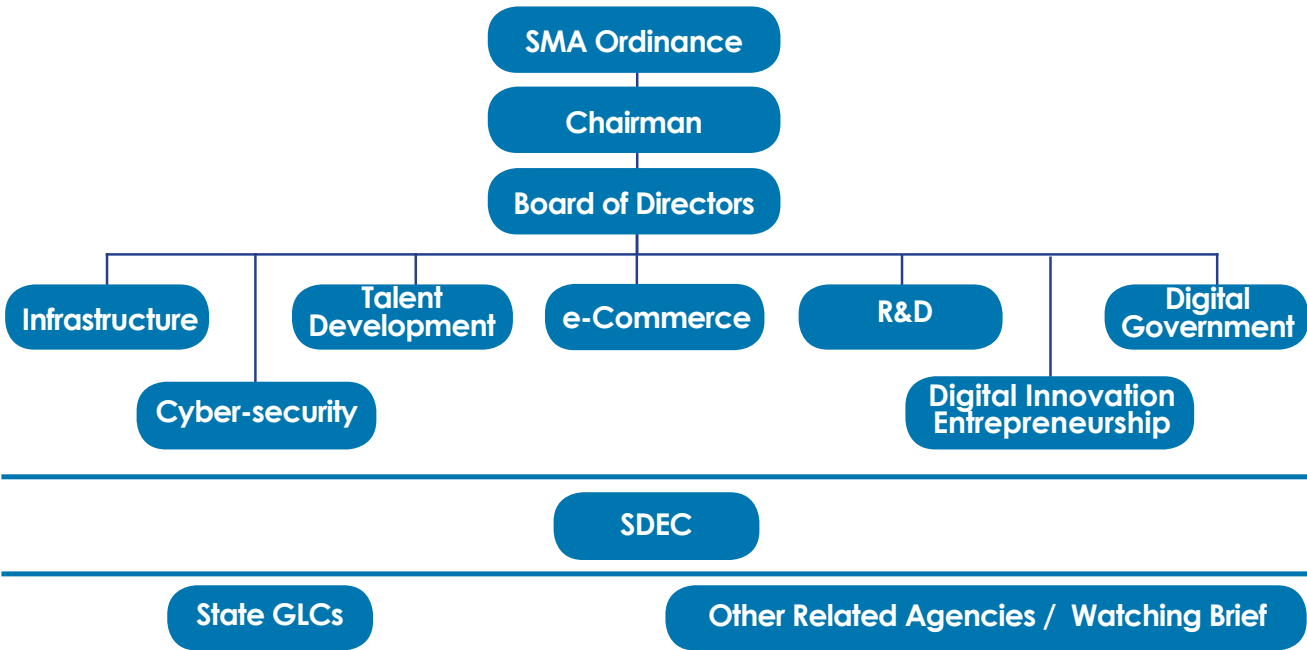 SMA Ordinance
Chairman
Board of Directors
Infrastructure
Talent
Development
e-Commerce
R&D
Digital
Government
Cyber-security
Digital Innovation
Entrepreneurship
SDEC
State GLCs
Other Related Agencies / Watching Brief